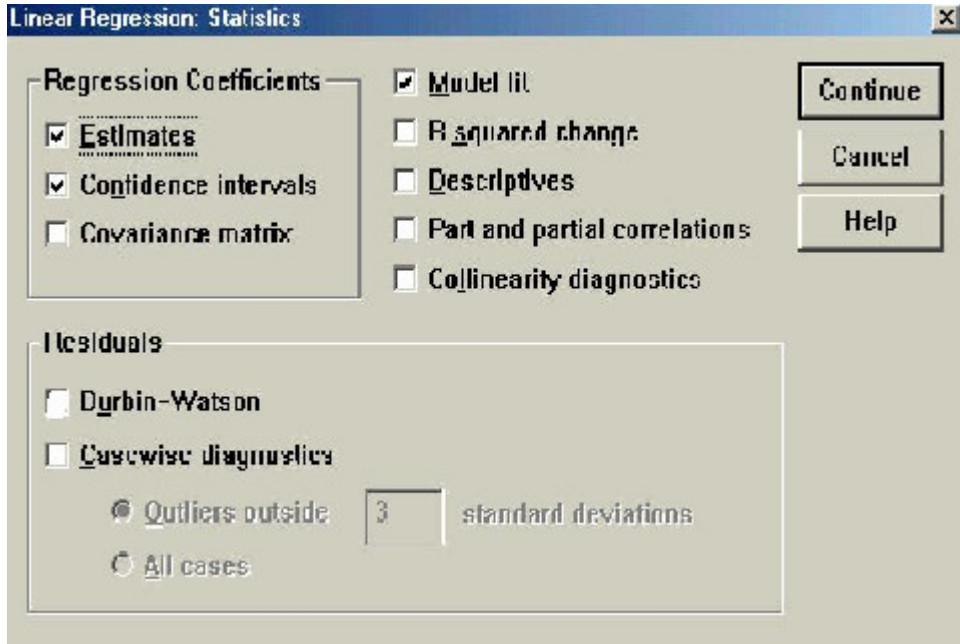 Linear Regression: Statistics
Regression Coefficients
Estimates
Confidence intervals
Covariance matrix
Model fit
R squared change
Descriptives
Part and partial correlations
Collinearity diagnostics
Continue
Cancel
Help
Residuals
Durbin-Watson
Casewise diagnostics
Outliers outside 3 standard deviations
All cases